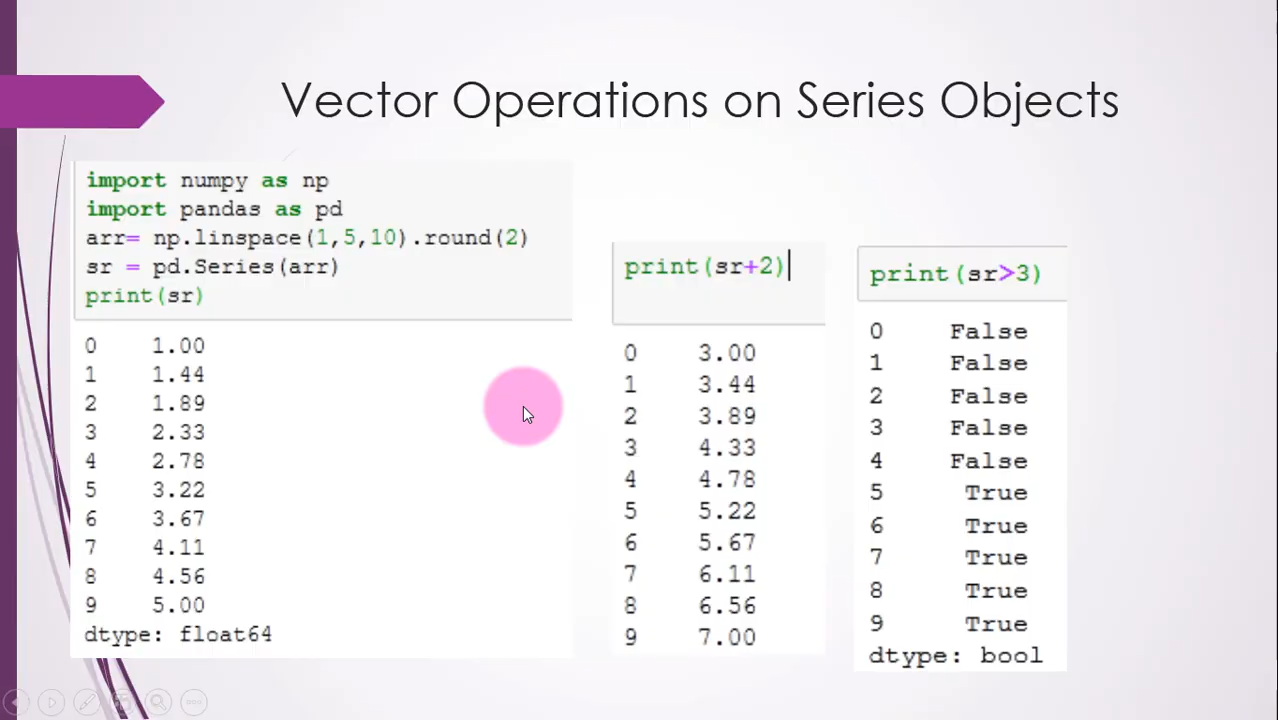 Vector Operations on Series Objects
import numpy as np
import pandas as pd
arr= np.linspace(1,5,10).round(2)
sr = pd.Series(arr)
print(sr)
0 1.00
1 1.44
2 1.89
3 2.33
4 2.78
5 3.22
6 3.67
7 4.11
8 4.56
9 5.00
dtype: float64
print(sr+2)
0 3.00
1 3.44
2 3.89
3 4.33
4 4.78
5 5.22
6 5.67
7 6.11
8 6.56
9 7.00
print(sr>3)
0 False
1 False
2 False
3 False
4 False
5 True
6 True
7 True
8 True
9 True
dtype: bool